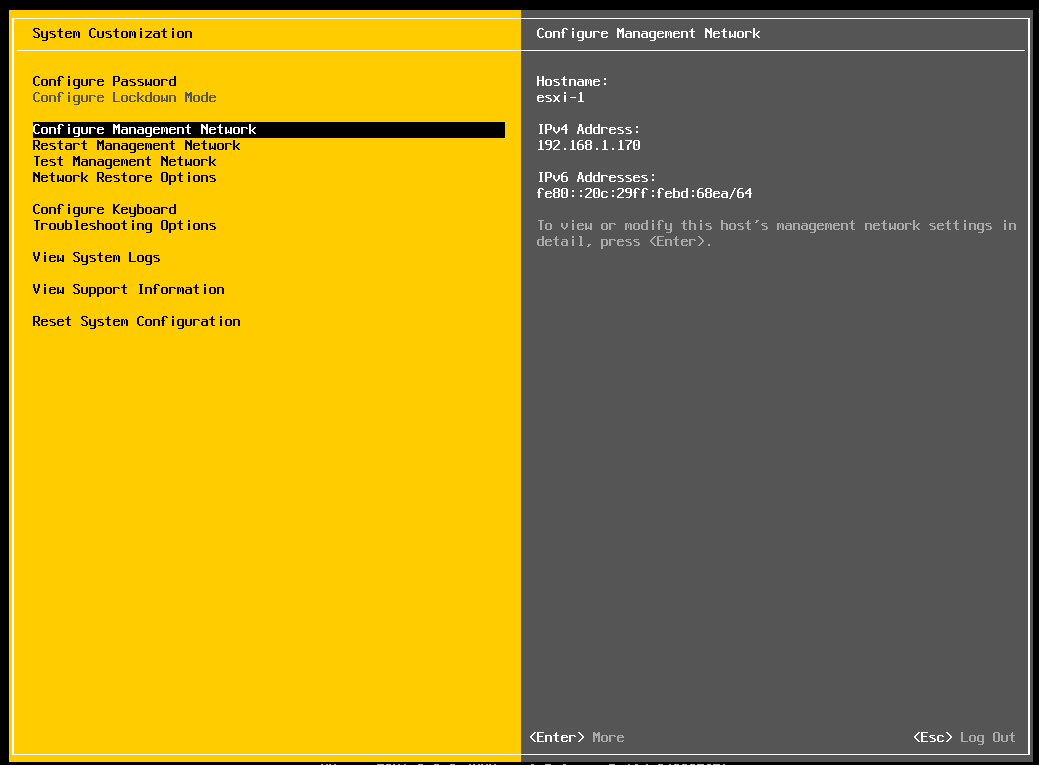 System Customization
Configure Password
Configure Lockdown Mode
Configure Management Network
Restart Management Network
Test Management Network
Network Restore Options
Configure Keyboard
Troubleshooting Options
View System Logs
View Support Information
Reset System Configuration
Configure Management Network
Hostname:
esxi-1
IPv4 Address:
192.168.1.170
IPv6 Addresses:
fe80::20c:29ff:febd:68ea/64
To view or modify this host's management network settings in
detail, press <Enter>.
<Enter> More
<Esc> Log Out